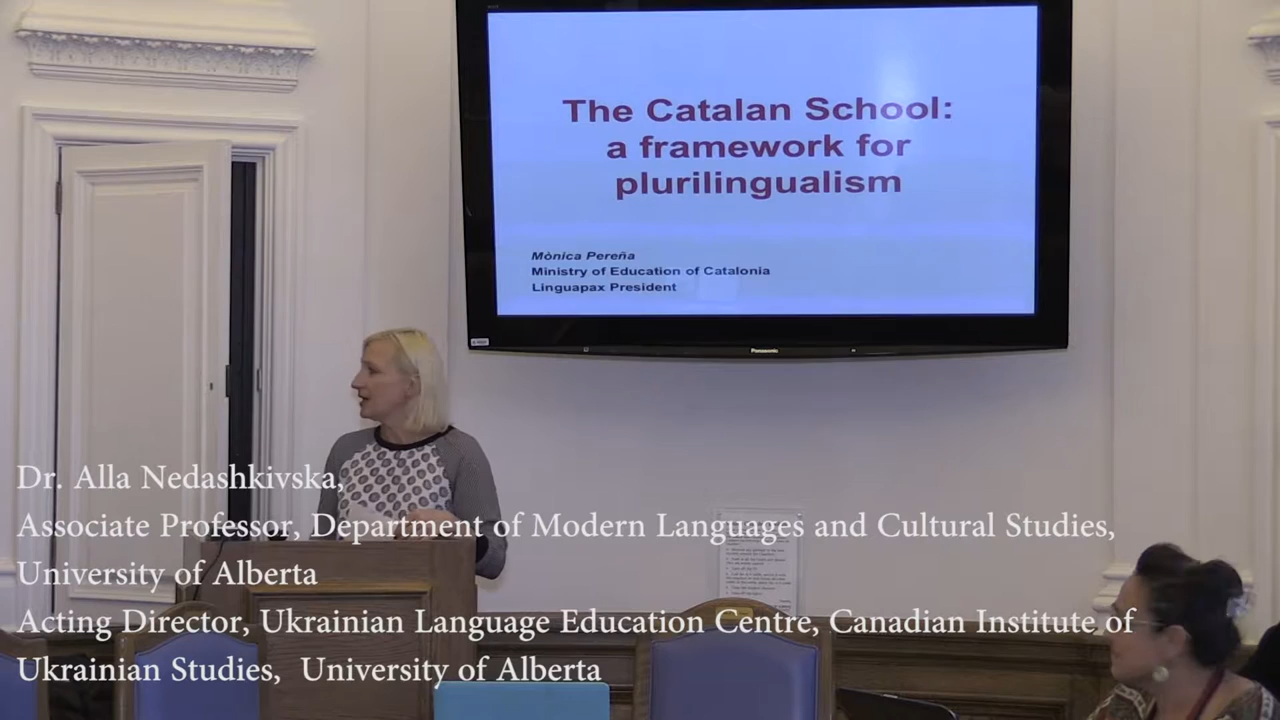 The Catalan School:
a framework for
plurilingualism
Mònica Pereña
Ministry of Education of Catalonia
Linguapax President
Panasonic
Dr. Alla Nedashkivska,
Associate Professor, Department of Modern Languages and Cultural Studies,
University of Alberta
Acting Director, Ukrainian Language Education Centre, Canadian Institute of
Ukrainian Studies,  University of Alberta